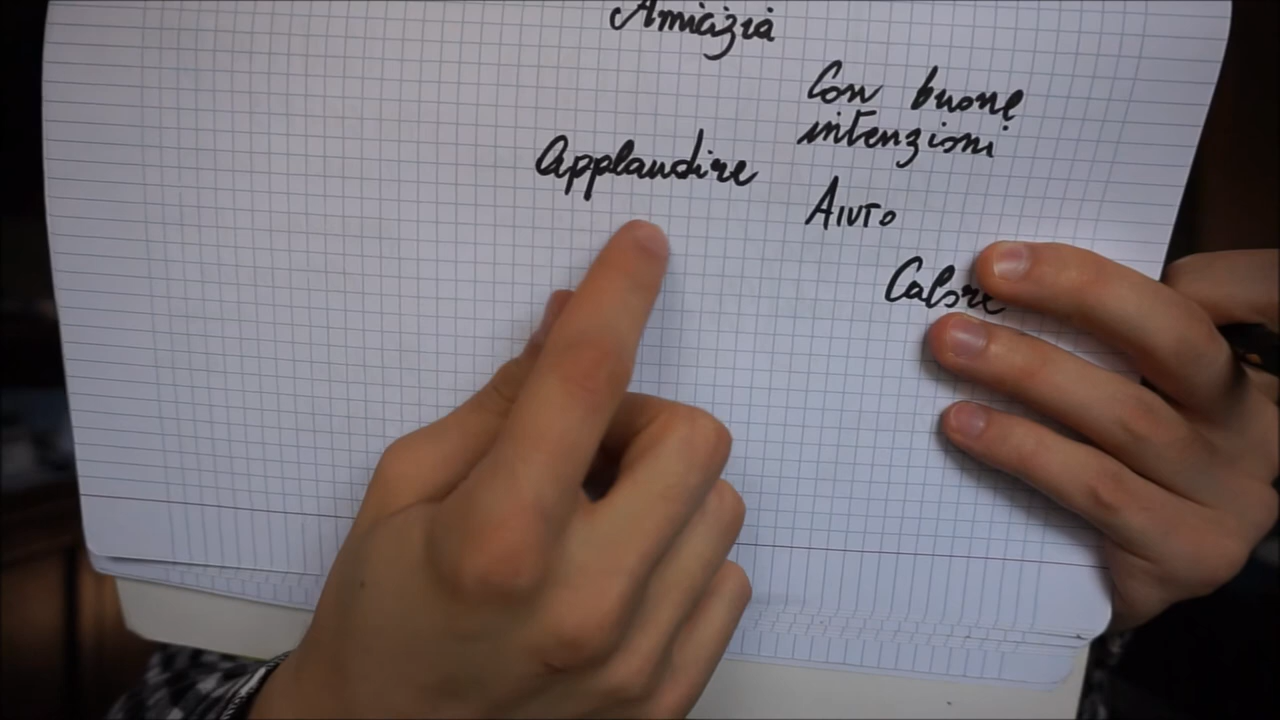 Amicizia
Con buone
intenzioni
Applaudire
Aiuto
Calore